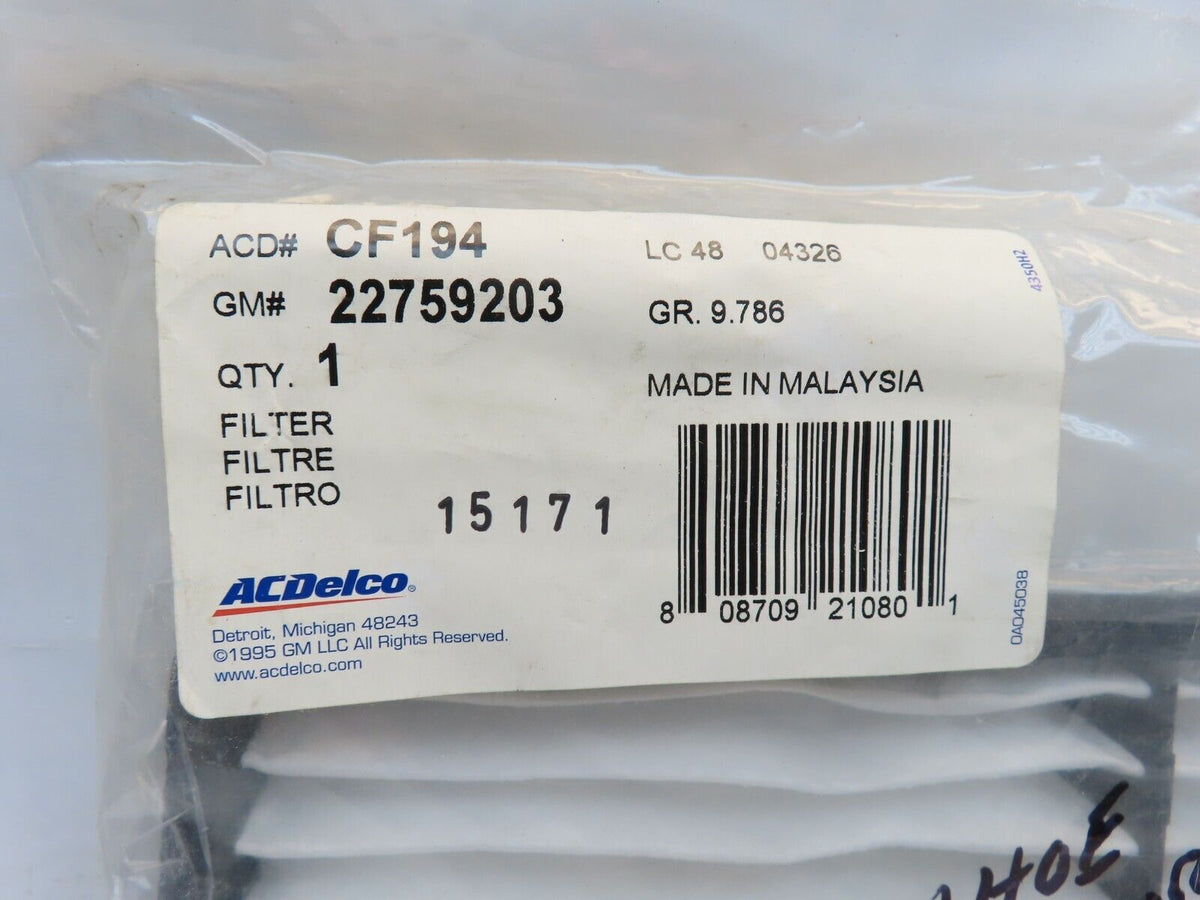 ACD# CF194
LC 48 04326
4350H2
GM# 22759203
GR. 9.786
QTY. 1
MADE IN MALAYSIA
FILTER
FILTRE
FILTRO
15171
8 08709 21080 1
0A045038
ACDelco®
Detroit, Michigan 48243
©1995 GM LLC All Rights Reserved.
www.acdelco.com